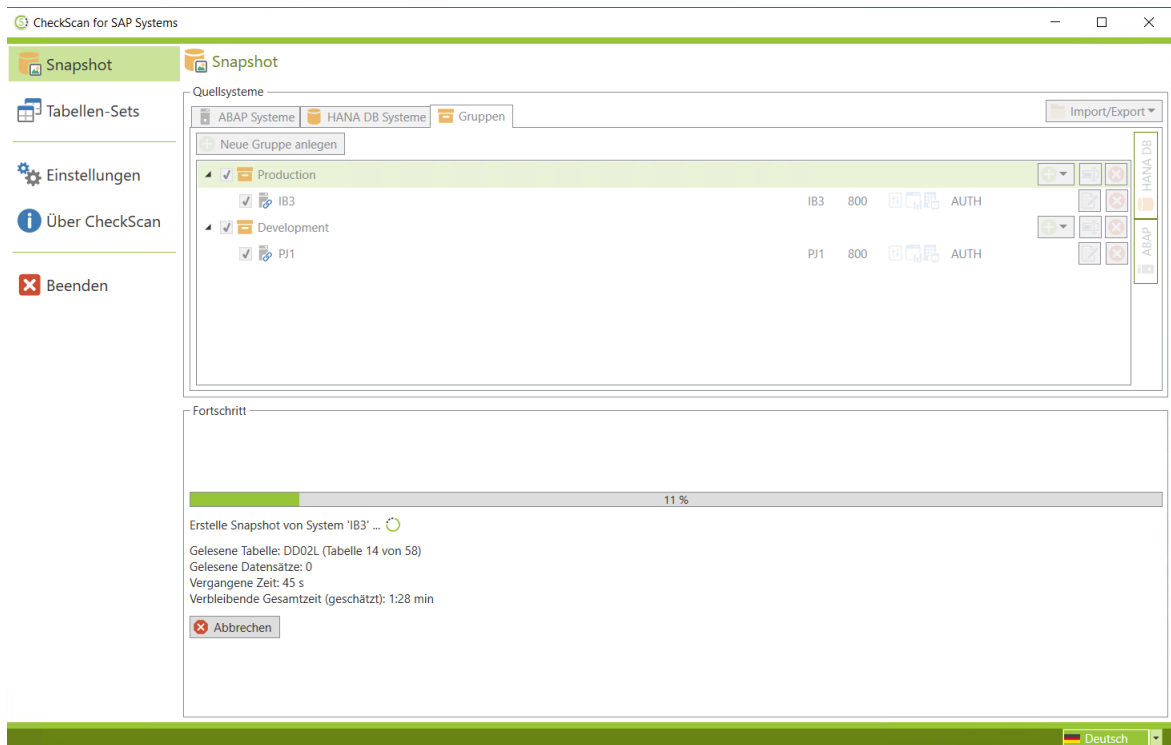 CheckScan for SAP Systems
Snapshot
Tabellen-Sets
Einstellungen
Über CheckScan
Beenden
Snapshot
Quellsysteme
ABAP Systeme HANA DB Systeme Gruppen Import/Export
Neue Gruppe anlegen
Production
IB3 IB3 800 AUTH
Development
PJ1 PJ1 800 AUTH
HANA DB
ABAP
Fortschritt
11 %
Erstelle Snapshot von System 'IB3' ...
Gelesene Tabelle: DD02L (Tabelle 14 von 58)
Gelesene Datensätze: 0
Vergangene Zeit: 45 s
Verbleibende Gesamtzeit (geschätzt): 1:28 min
Abbrechen
Deutsch